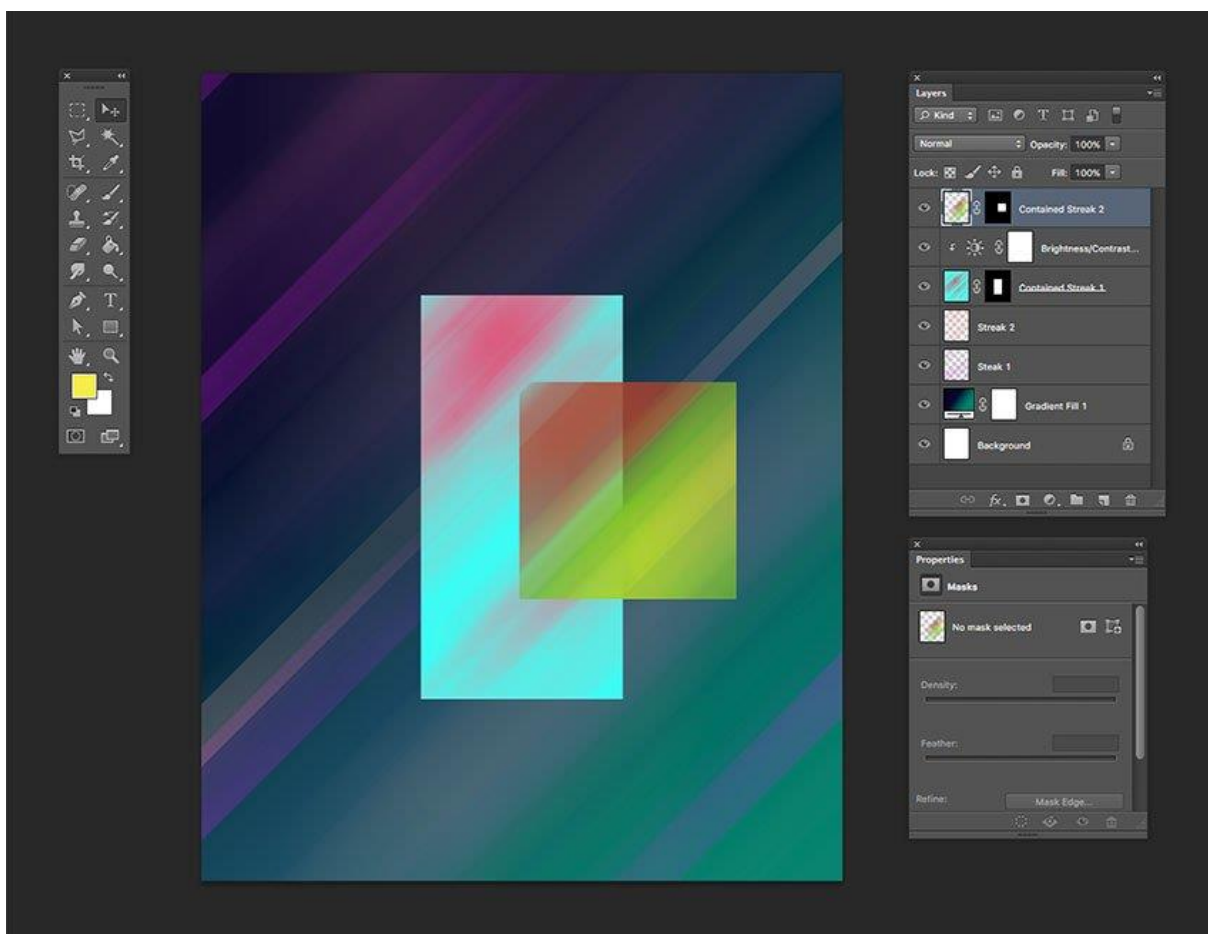 Layers
Kind
T
Normal
Opacity: 100%
Lock:
Fill: 100%
Contained Streak 2
Brightness/Contrast...
Contained Streak 1
Streak 2
Steak 1
Gradient Fill 1
Background
fx
T
Properties
Masks
No mask selected
Density:
Feather:
Refine:
Mask Edge...